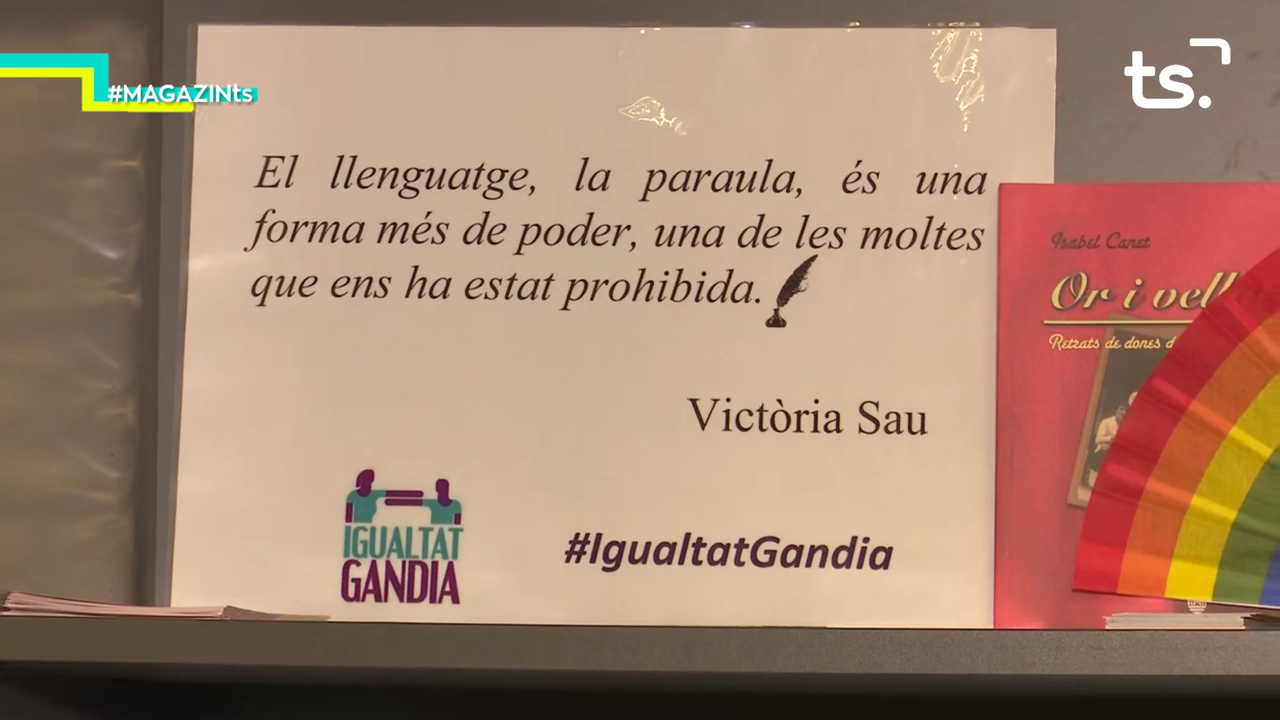 #MAGAZINts
ts.
El llenguatge, la paraula, és una
forma més de poder, una de les moltes
que ens ha estat prohibida.
Victòria Sau
IGUALTAT
GANDIA
#IgualtatGandia
Isabel Canet
Or i vell
Retrats de dones